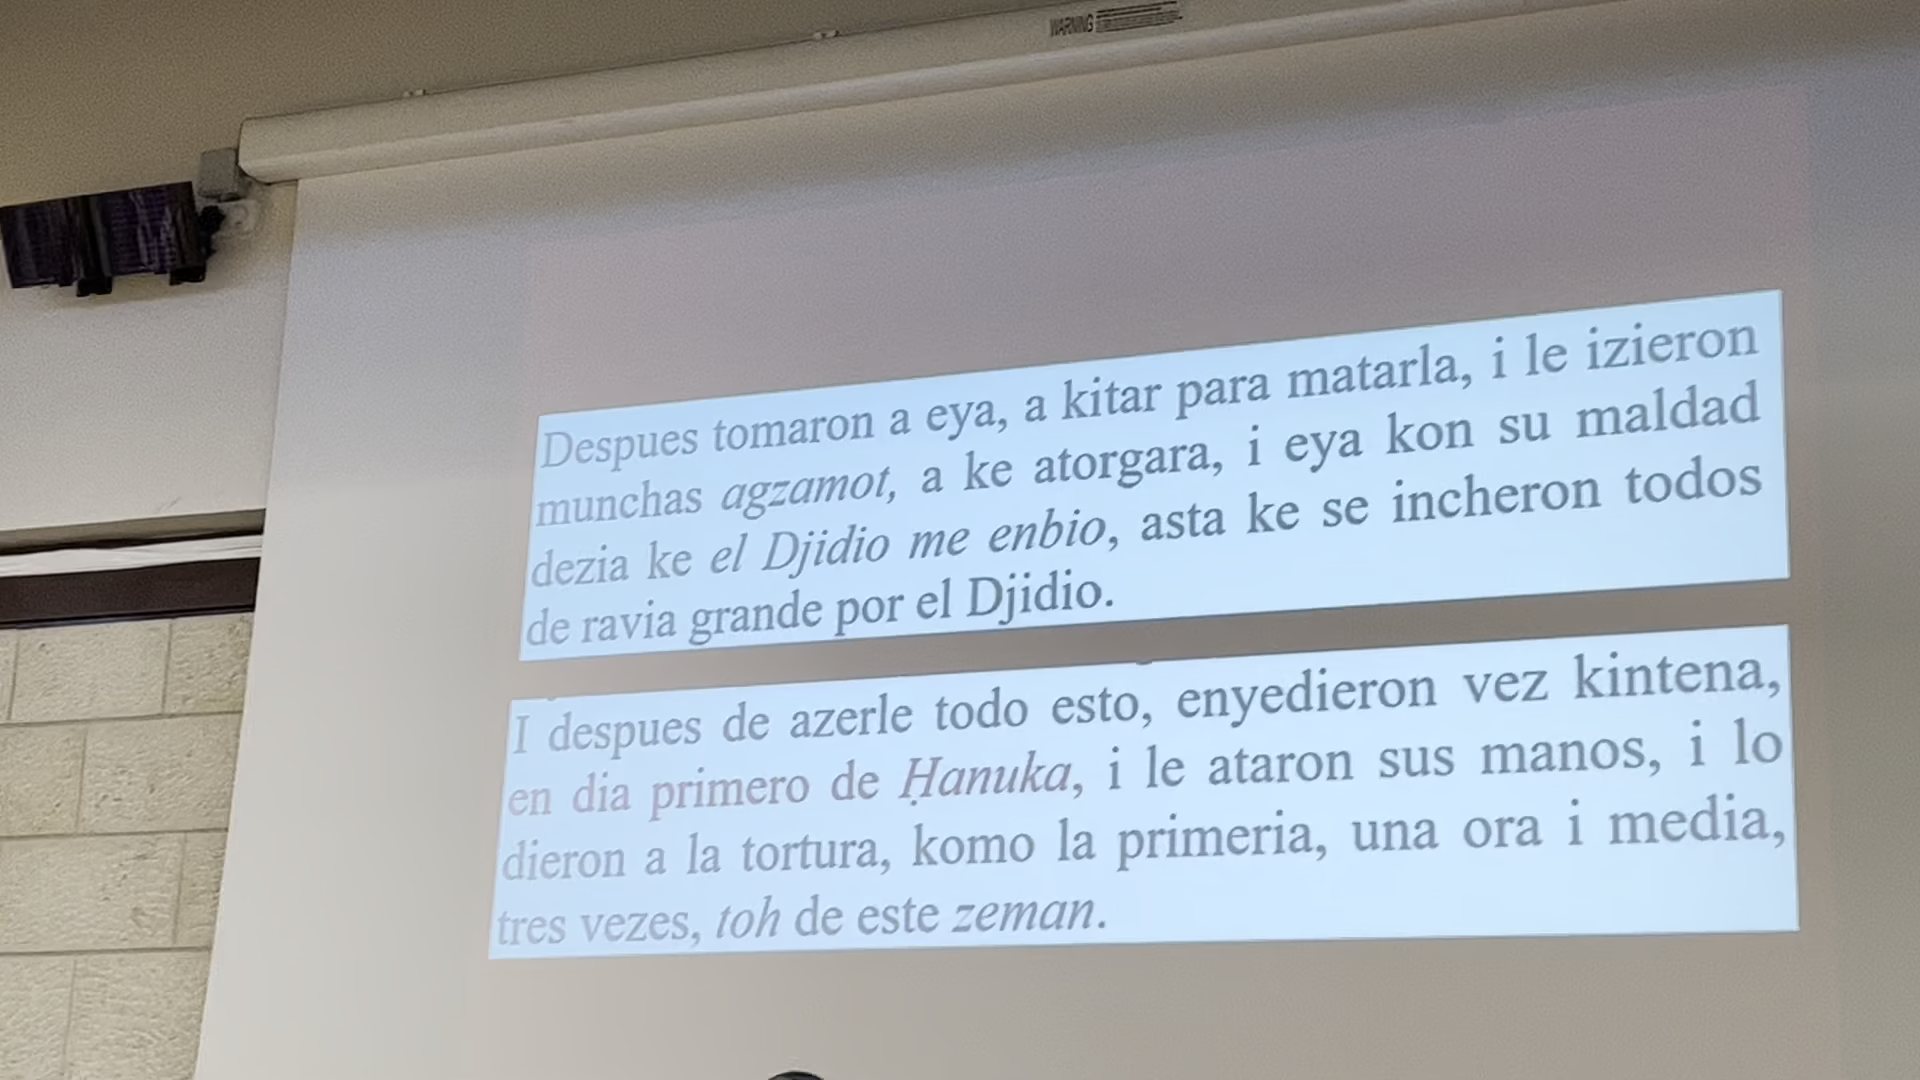 WARNING
Despues tomaron a eya, a kitar para matarla, i le izieron
munchas agzamot, a ke atorgara, i eya kon su maldad
dezia ke el Djidio me enbio, asta ke se incheron todos
de ravia grande por el Djidio.
I despues de azerle todo esto, enyedieron vez kintena,
en dia primero de Ḥanuka, i le ataron sus manos, i lo
dieron a la tortura, komo la primeria, una ora i media,
tres vezes, toh de este zeman.